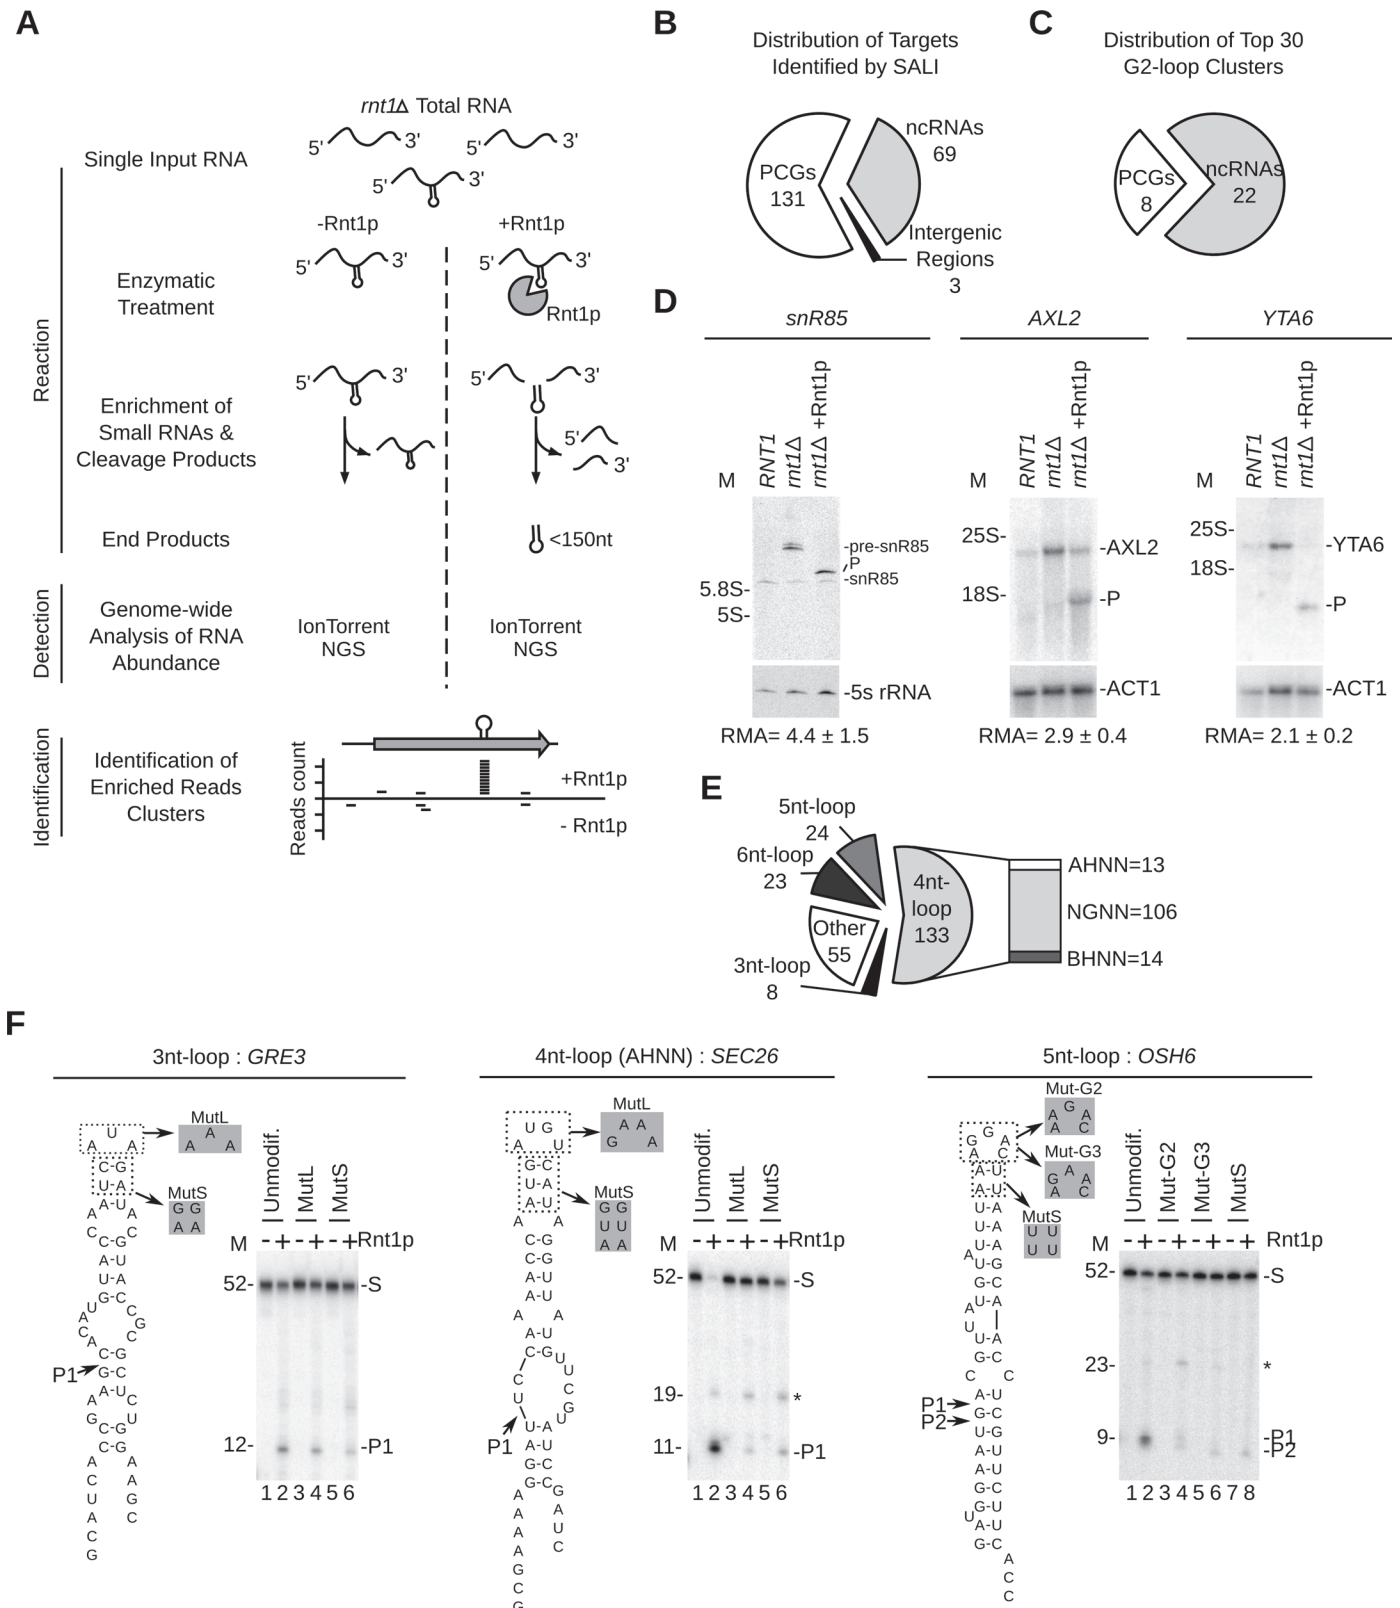 A
rnt1Δ Total RNA
5' 3' 5' 3'
Single Input RNA
5' 3'
-Rnt1p +Rnt1p
Enzymatic
Treatment
5' 3' 5' 3'
Rnt1p
Reaction
Enrichment of
Small RNAs &
Cleavage Products
5' 3' 5' 3'
5'
3'
End Products
<150nt
Detection
Genome-wide
Analysis of RNA
Abundance
IonTorrent
NGS
IonTorrent
NGS
Identification
Identification of
Enriched Reads
Clusters
Reads count
+Rnt1p
- Rnt1p
B
Distribution of Targets
Identified by SALI
PCGs
131
ncRNAs
69
Intergenic
Regions
3
C
Distribution of Top 30
G2-loop Clusters
PCGs
8
ncRNAs
22
D
snR85
M RNT1 rnt1Δ rnt1Δ +Rnt1p
-pre-snR85
P
-snR85
5.8S-
5S-
-5s rRNA
RMA= 4.4 ± 1.5
AXL2
M RNT1 rnt1Δ rnt1Δ +Rnt1p
25S-
-AXL2
18S-
-P
-ACT1
RMA= 2.9 ± 0.4
YTA6
M RNT1 rnt1Δ rnt1Δ +Rnt1p
25S-
-YTA6
18S-
-P
-ACT1
RMA= 2.1 ± 0.2
E
5nt-loop
24
6nt-loop
23
Other
55
3nt-loop
8
4nt-
loop
133
AHNN=13
NGNN=106
BHNN=14
F
3nt-loop : GRE3
MutL
A
A A
U
A A
C-G
U-A
MutS
G G
A A
A-U
A A
C C
C-G
A-U
A-A
U-C
G-C
P1
Unmodif. MutL MutS
M - + - + - + Rnt1p
52- -S
12- -P1
1 2 3 4 5 6
4nt-loop (AHNN) : SEC26
MutL
A A
G A
U G
A U
G-C
U-A
A-U
MutS
G G
U U
A A
P1
Unmodif. MutL MutS
M - + - + - + Rnt1p
52- -S
19- *
11- -P1
1 2 3 4 5 6
5nt-loop : OSH6
Mut-G2
G
A A
A C
Mut-G3
A
G A
A C
G G
G A
A C
A-U
A-U
MutS
U U
U U
P1
P2
Unmodif. Mut-G2 Mut-G3 MutS
M - + - + - + - + Rnt1p
52- -S
23- *
9- -P1
-P2
1 2 3 4 5 6 7 8